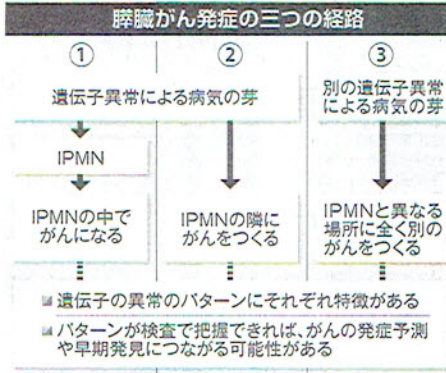 膵臓がん発症の三つの経路
①
②
③
遺伝子異常による病気の芽
別の遺伝子異常
による病気の芽
IPMN
IPMNの中で
がんになる
IPMNの隣に
がんをつくる
IPMNと異なる
場所に全く別の
がんをつくる
遺伝子の異常のパターンにそれぞれ特徴がある
パターンが検査で把握できれば、がんの発症予測
や早期発見につながる可能性がある